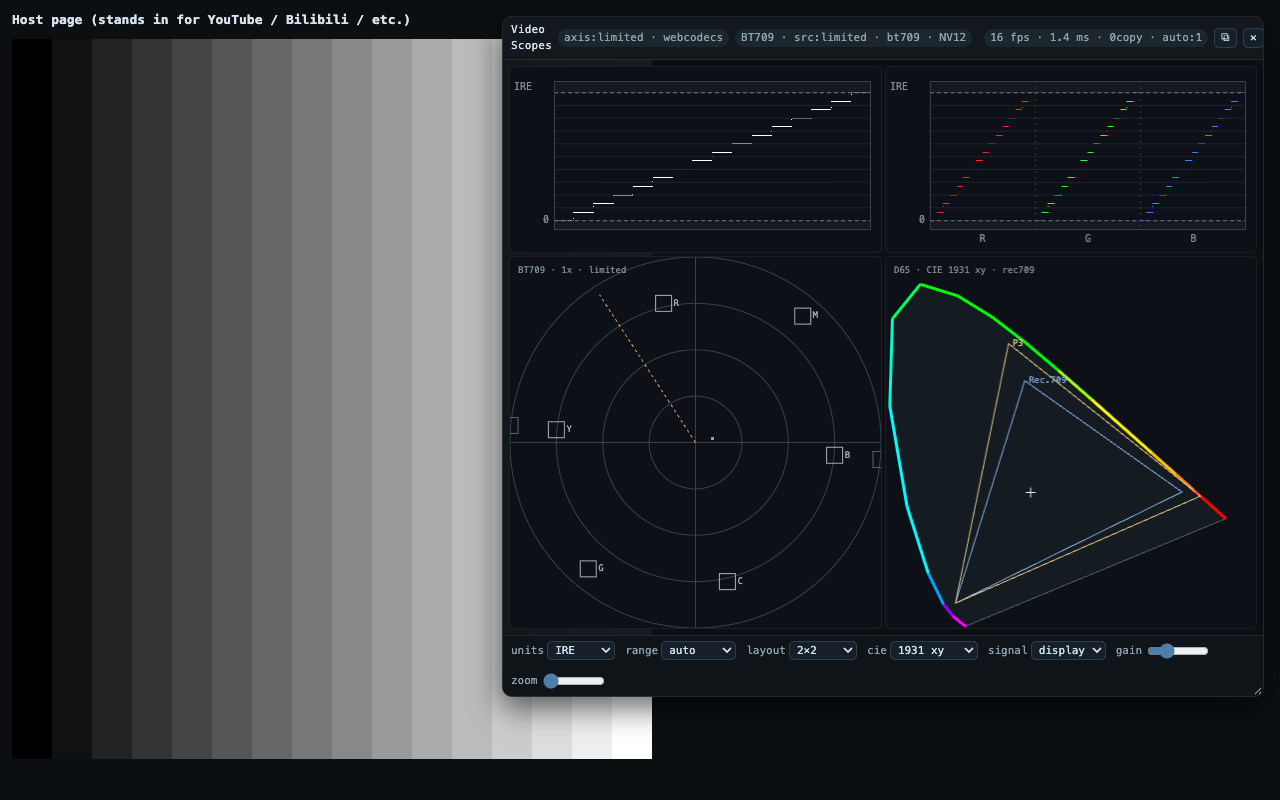 Host page (stands in for YouTube / Bilibili / etc.)
Video Scopes
axis:limited · webcodecs
BT709 · src:limited · bt709 · NV12
16 fps · 1.4 ms · 0copy · auto:1
IRE
0
IRE
0
R G B
BT709 · 1x · limited
R
M
Y
B
G
C
D65 · CIE 1931 xy · rec709
P3
Rec.709
units IRE range auto layout 2×2 cie 1931 xy signal display gain
zoom